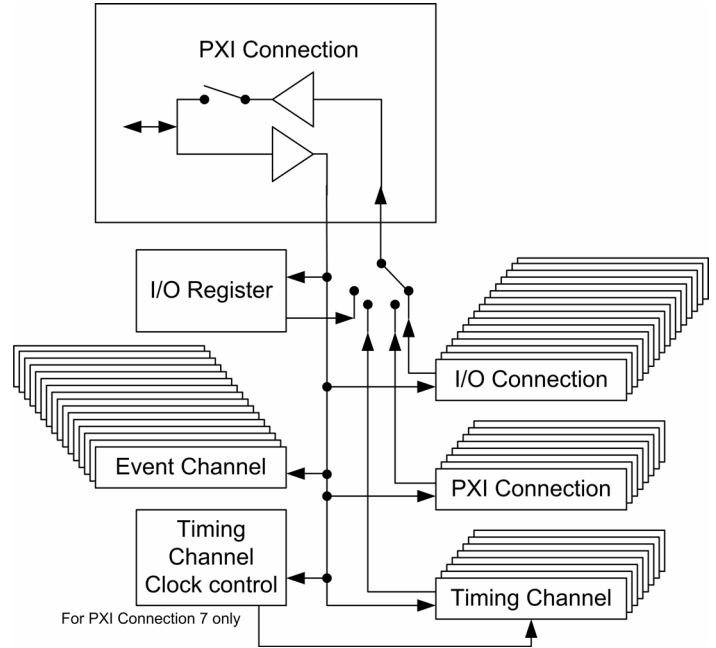 PXI Connection
I/O Register
I/O Connection
Event Channel
PXI Connection
Timing
Channel
Clock control
Timing Channel
For PXI Connection 7 only